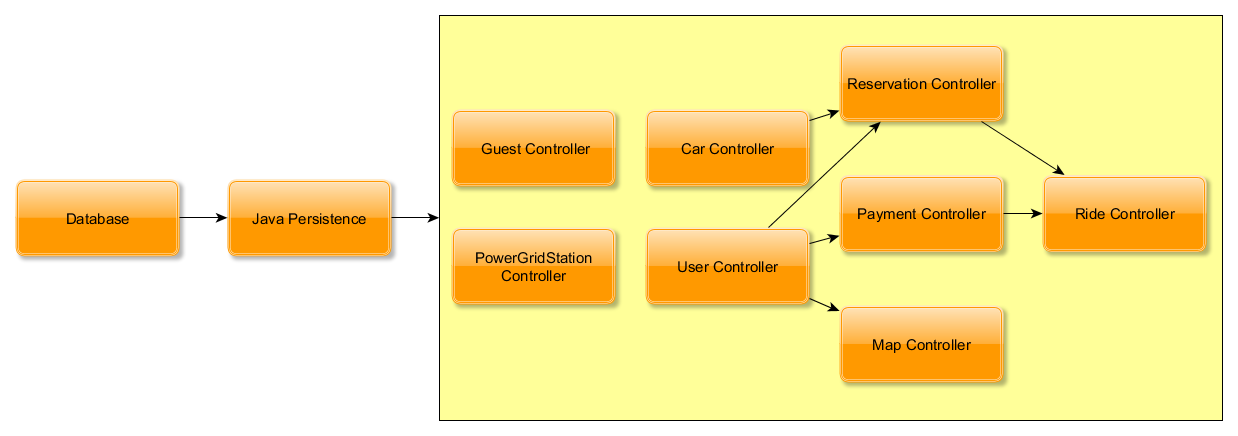 Database
Java Persistence
Guest Controller
PowerGridStation
Controller
Car Controller
User Controller
Reservation Controller
Payment Controller
Map Controller
Ride Controller